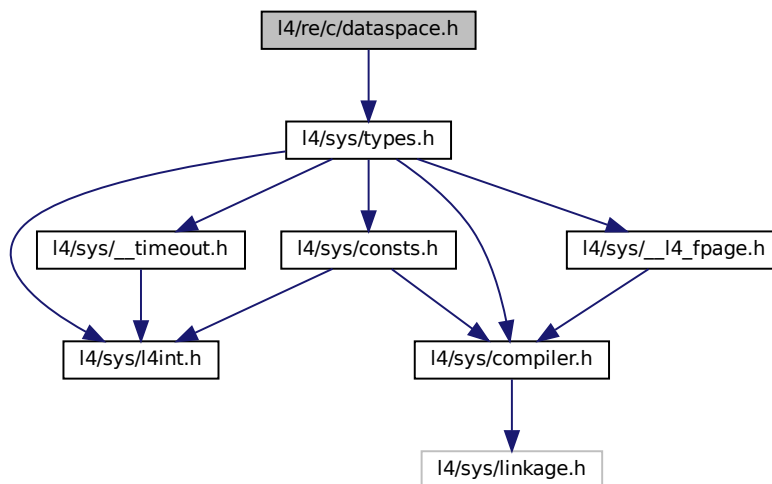 l4/re/c/dataspace.h
l4/sys/types.h
l4/sys/__timeout.h
l4/sys/consts.h
l4/sys/__l4_fpage.h
l4/sys/l4int.h
l4/sys/compiler.h
l4/sys/linkage.h